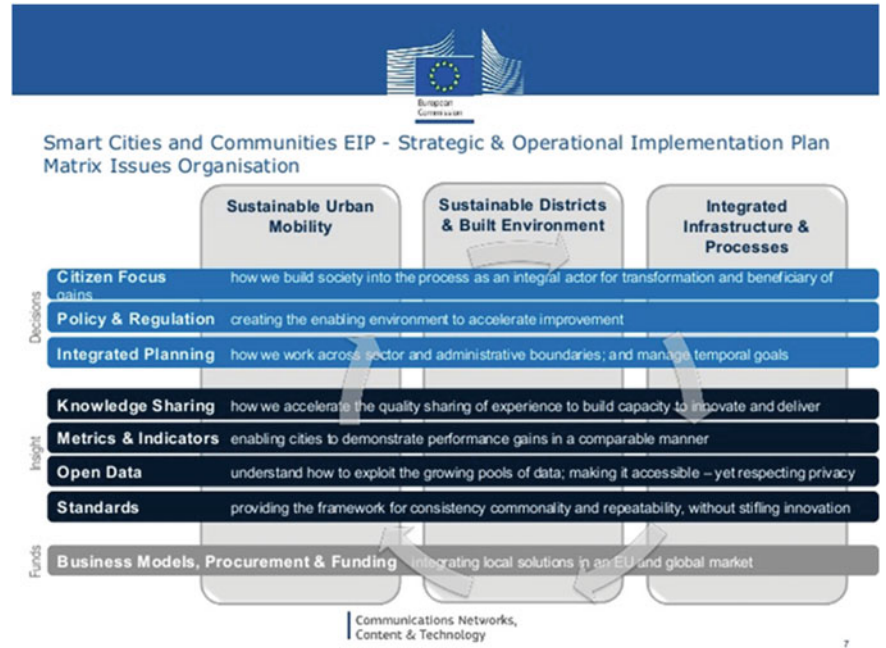 European
Commission
Smart Cities and Communities EIP - Strategic & Operational Implementation Plan
Matrix Issues Organisation
Sustainable Urban
Mobility
Sustainable Districts
& Built Environment
Integrated
Infrastructure &
Processes
Decisions
Citizen Focus how we build society into the process as an integral actor for transformation and beneficiary of
gains
Policy & Regulation creating the enabling environment to accelerate improvement
Integrated Planning how we work across sector and administrative boundaries; and manage temporal goals
Insight
Knowledge Sharing how we accelerate the quality sharing of experience to build capacity to innovate and deliver
Metrics & Indicators enabling cities to demonstrate performance gains in a comparable manner
Open Data understand how to exploit the growing pools of data; making it accessible – yet respecting privacy
Standards providing the framework for consistency commonality and repeatability, without stifling innovation
Funds
Business Models, Procurement & Funding integrating local solutions in an EU and global market
Communications Networks,
Content & Technology
7